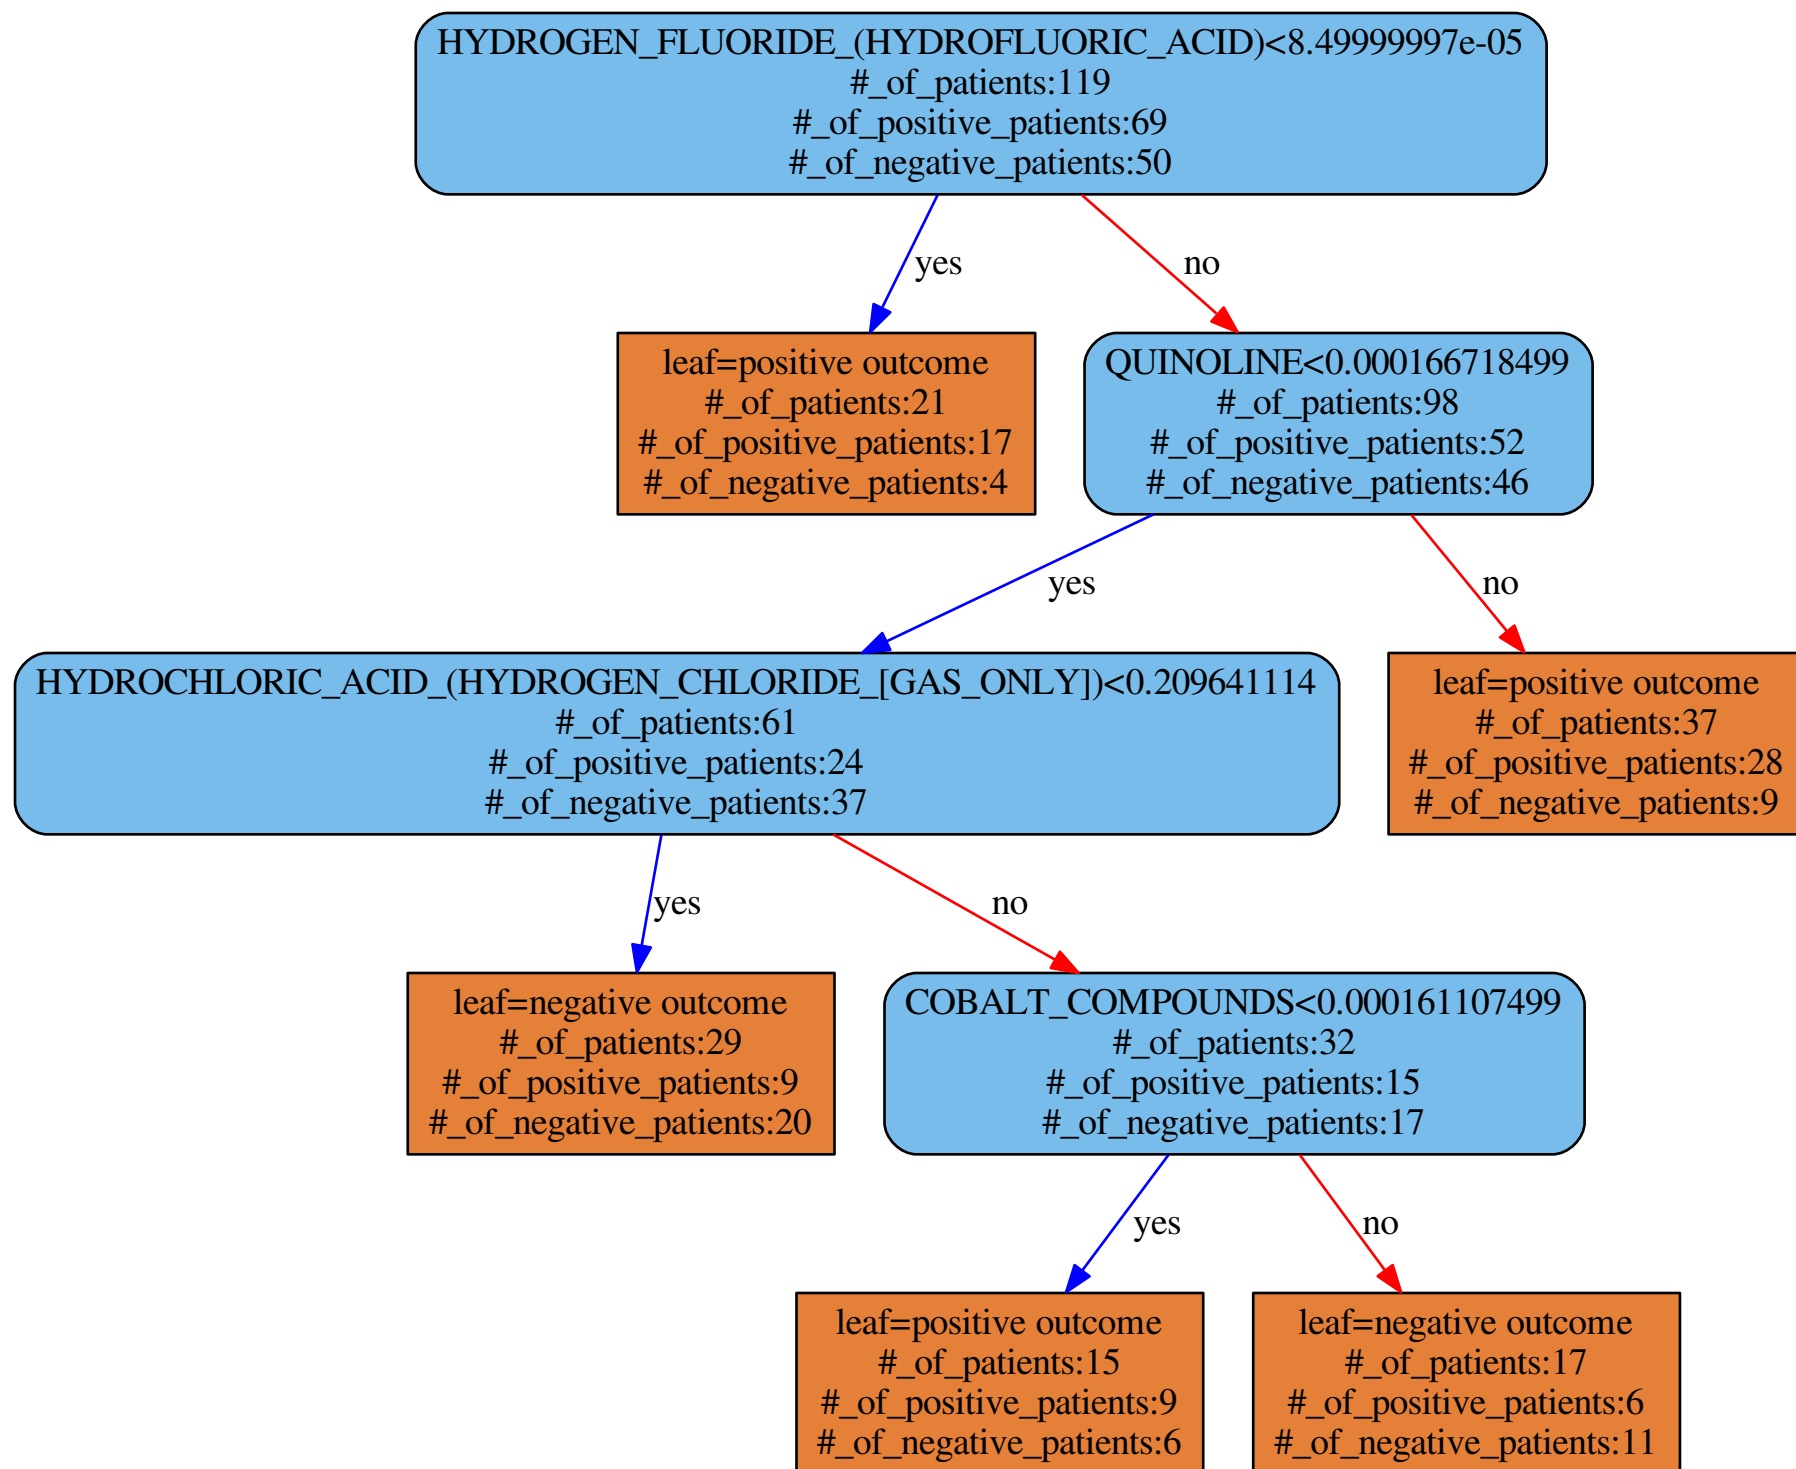 HYDROGEN_FLUORIDE_(HYDROFLUORIC_ACID)<8.49999997e-05
#_of_patients:119
#_of_positive_patients:69
#_of_negative_patients:50
yes
no
leaf=positive outcome
#_of_patients:21
#_of_positive_patients:17
#_of_negative_patients:4
QUINOLINE<0.000166718499
#_of_patients:98
#_of_positive_patients:52
#_of_negative_patients:46
yes
no
HYDROCHLORIC_ACID_(HYDROGEN_CHLORIDE_[GAS_ONLY])<0.209641114
#_of_patients:61
#_of_positive_patients:24
#_of_negative_patients:37
leaf=positive outcome
#_of_patients:37
#_of_positive_patients:28
#_of_negative_patients:9
yes
no
leaf=negative outcome
#_of_patients:29
#_of_positive_patients:9
#_of_negative_patients:20
COBALT_COMPOUNDS<0.000161107499
#_of_patients:32
#_of_positive_patients:15
#_of_negative_patients:17
yes
no
leaf=positive outcome
#_of_patients:15
#_of_positive_patients:9
#_of_negative_patients:6
leaf=negative outcome
#_of_patients:17
#_of_positive_patients:6
#_of_negative_patients:11